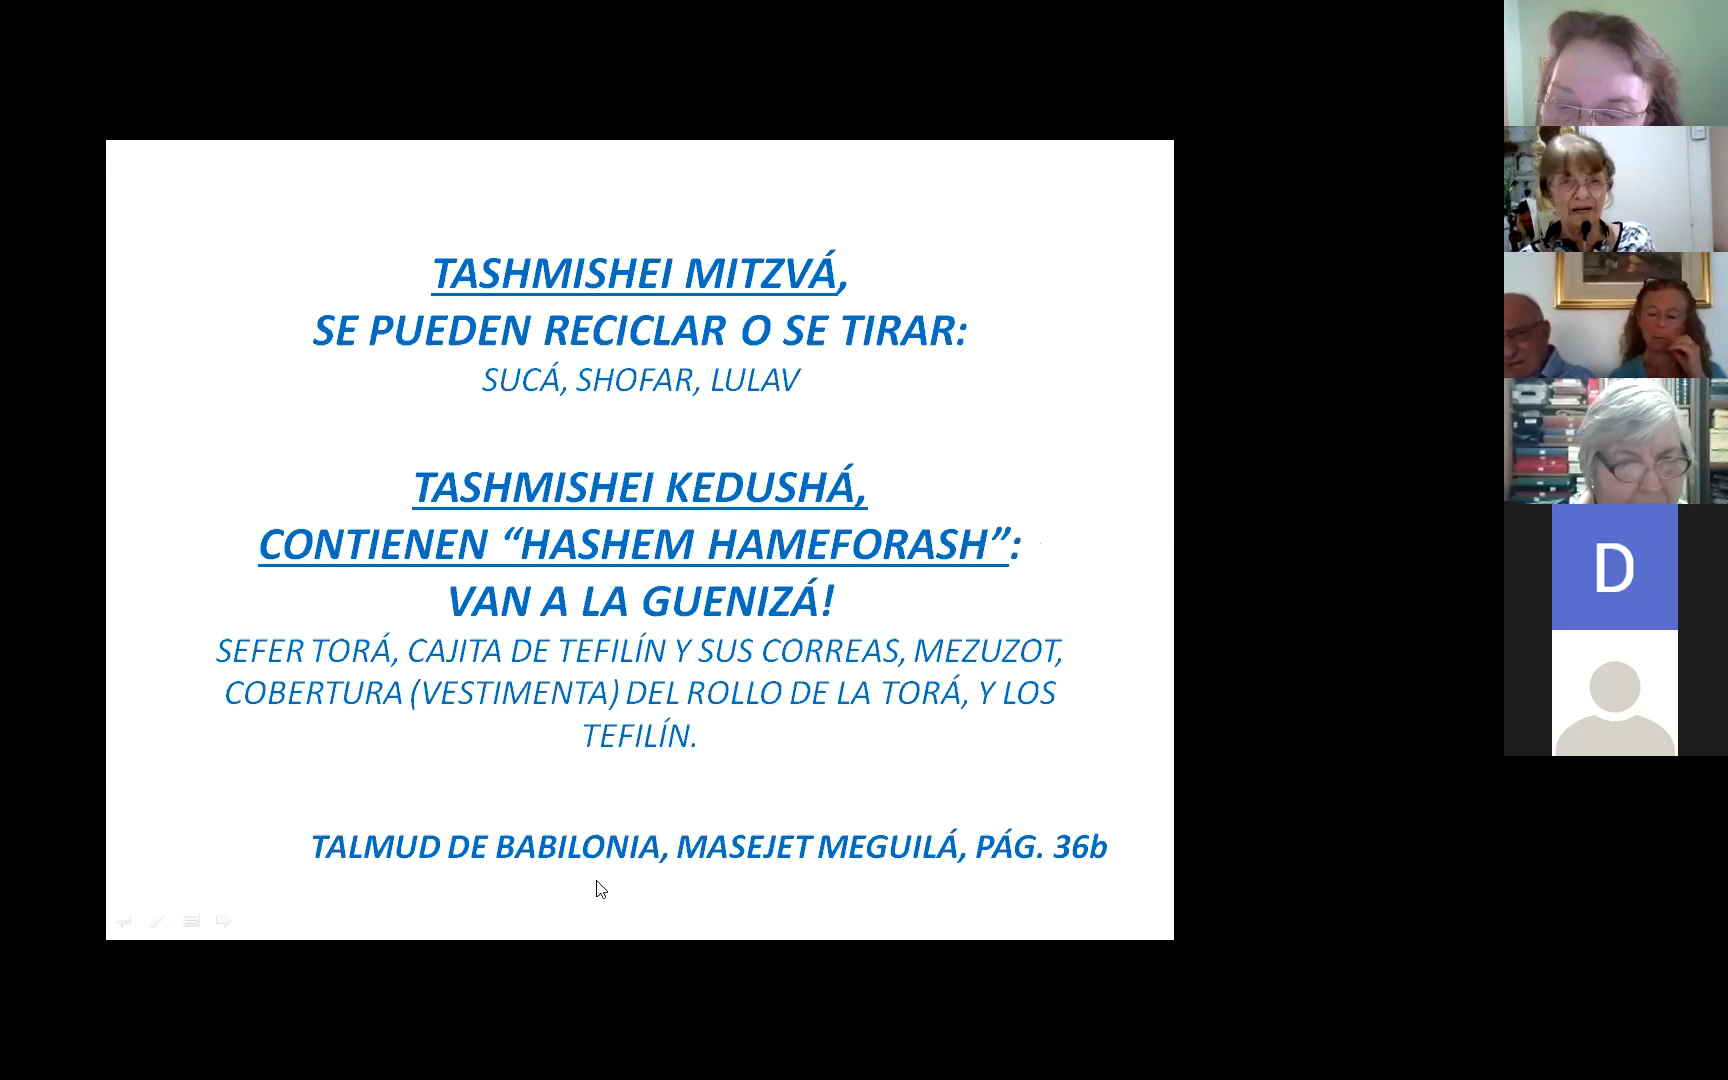 TASHMISHEI MITZVÁ,
SE PUEDEN RECICLAR O SE TIRAR:
SUCÁ, SHOFAR, LULAV
TASHMISHEI KEDUSHÁ,
CONTIENEN “HASHEM HAMEFORASH”:
VAN A LA GUENIZÁ!
SEFER TORÁ, CAJITA DE TEFILÍN Y SUS CORREAS, MEZUZOT,
COBERTURA (VESTIMENTA) DEL ROLLO DE LA TORÁ, Y LOS
TEFILÍN.
TALMUD DE BABILONIA, MASEJET MEGUILÁ, PÁG. 36b
D